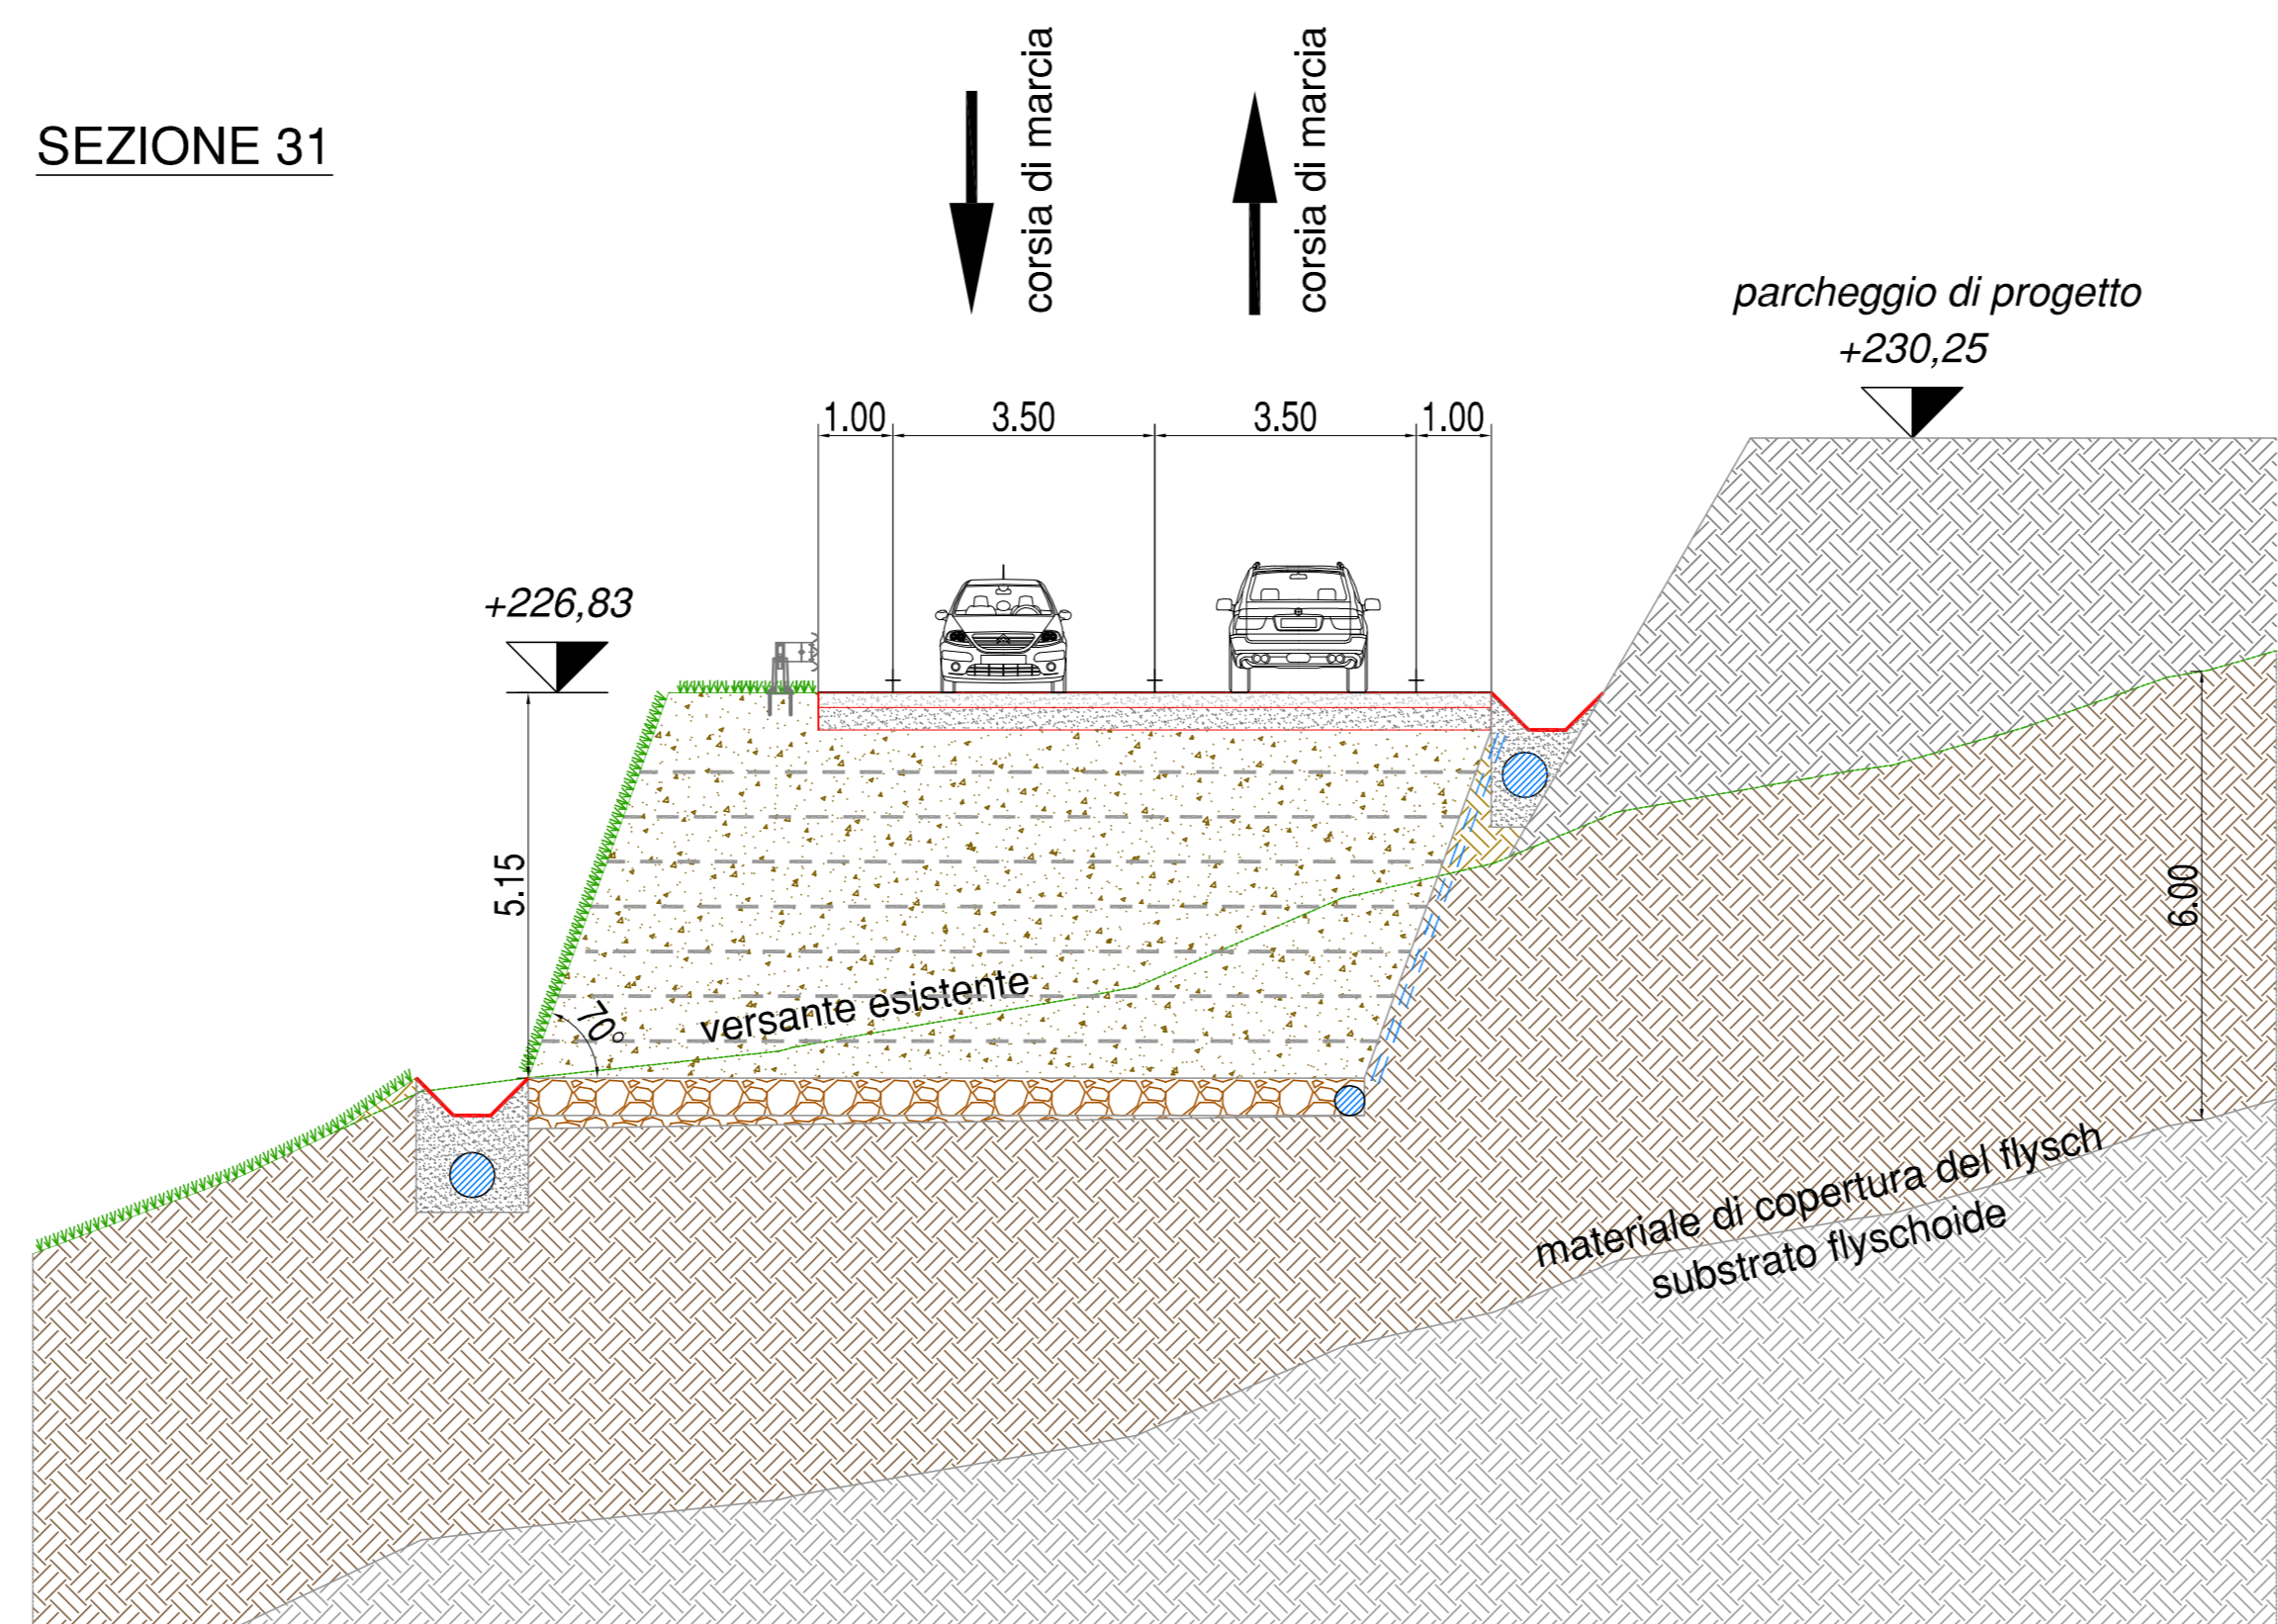 SEZIONE 31
corsia di marcia
corsia di marcia
parcheggio di progetto
+230,25
1.00
3.50
3.50
1.00
+226,83
5.15
6.00
70°
versante esistente
materiale di copertura del flysch
substrato flyschoide